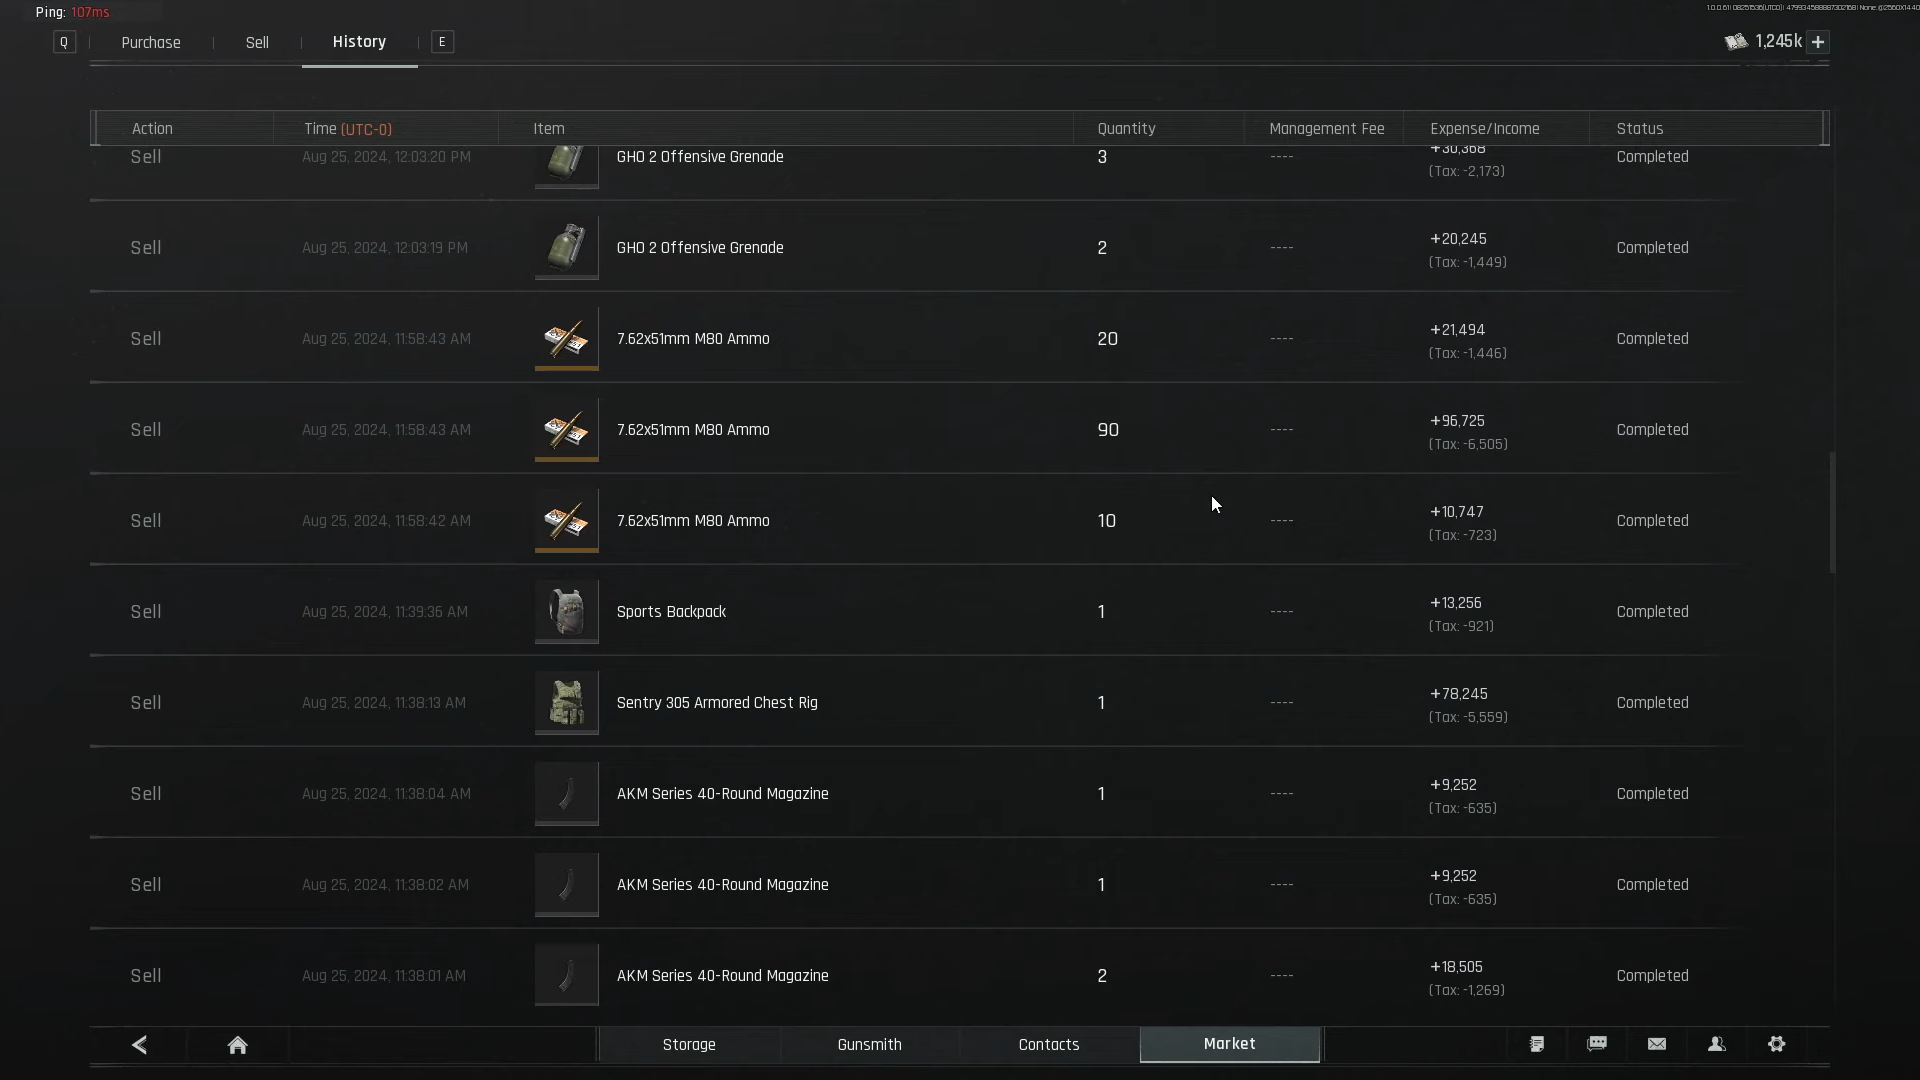 Ping: 107ms
Q Purchase Sell History E 1,245k +
Action Time (UTC-0) Item Quantity Management Fee Expense/Income Status
Sell Aug 25, 2024, 12:03:20 PM GHO 2 Offensive Grenade 3 ---- +30,368 (Tax: -2,173) Completed
Sell Aug 25, 2024, 12:03:19 PM GHO 2 Offensive Grenade 2 ---- +20,245 (Tax: -1,449) Completed
Sell Aug 25, 2024, 11:58:43 AM 7.62x51mm M80 Ammo 20 ---- +21,494 (Tax: -1,446) Completed
Sell Aug 25, 2024, 11:58:43 AM 7.62x51mm M80 Ammo 90 ---- +96,725 (Tax: -6,505) Completed
Sell Aug 25, 2024, 11:58:42 AM 7.62x51mm M80 Ammo 10 ---- +10,747 (Tax: -723) Completed
Sell Aug 25, 2024, 11:39:36 AM Sports Backpack 1 ---- +13,256 (Tax: -921) Completed
Sell Aug 25, 2024, 11:38:13 AM Sentry 305 Armored Chest Rig 1 ---- +78,245 (Tax: -5,559) Completed
Sell Aug 25, 2024, 11:38:04 AM AKM Series 40-Round Magazine 1 ---- +9,252 (Tax: -635) Completed
Sell Aug 25, 2024, 11:38:02 AM AKM Series 40-Round Magazine 1 ---- +9,252 (Tax: -635) Completed
Sell Aug 25, 2024, 11:38:01 AM AKM Series 40-Round Magazine 2 ---- +18,505 (Tax: -1,269) Completed
Storage Gunsmith Contacts Market